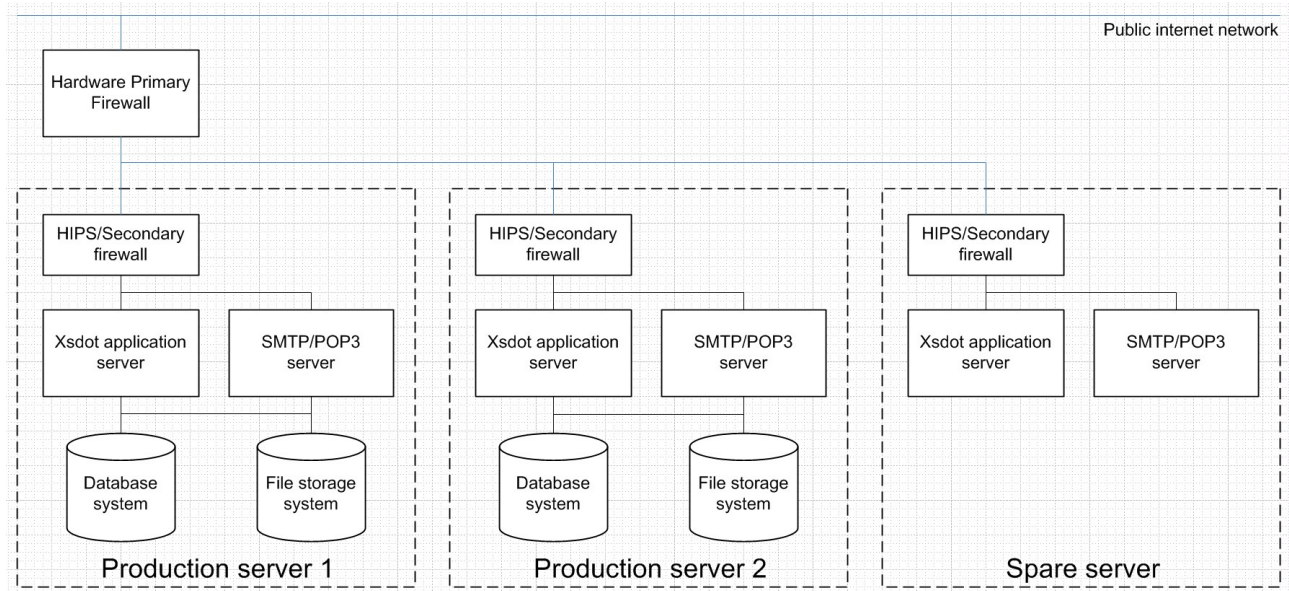 Public internet network
Hardware Primary
Firewall
HIPS/Secondary
firewall
HIPS/Secondary
firewall
HIPS/Secondary
firewall
Xsdot application
server
SMTP/POP3
server
Xsdot application
server
SMTP/POP3
server
Xsdot application
server
SMTP/POP3
server
Database
system
File storage
system
Database
system
File storage
system
Production server 1
Production server 2
Spare server